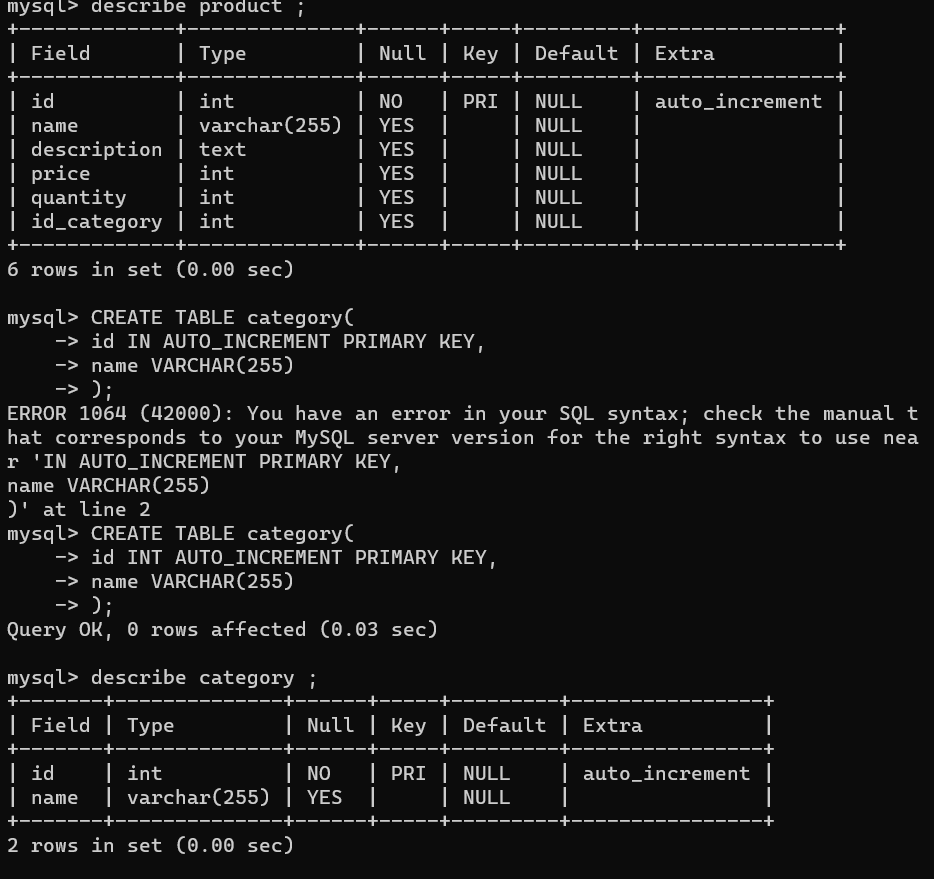 mysql> describe product ;
+-------------+--------------+------+-----+---------+----------------+
| Field       | Type         | Null | Key | Default | Extra          |
+-------------+--------------+------+-----+---------+----------------+
| id          | int          | NO   | PRI | NULL    | auto_increment |
| name        | varchar(255) | YES  |     | NULL    |                |
| description | text         | YES  |     | NULL    |                |
| price       | int          | YES  |     | NULL    |                |
| quantity    | int          | YES  |     | NULL    |                |
| id_category | int          | YES  |     | NULL    |                |
+-------------+--------------+------+-----+---------+----------------+
6 rows in set (0.00 sec)

mysql> CREATE TABLE category(
    -> id IN AUTO_INCREMENT PRIMARY KEY,
    -> name VARCHAR(255)
    -> );
ERROR 1064 (42000): You have an error in your SQL syntax; check the manual t
hat corresponds to your MySQL server version for the right syntax to use nea
r 'IN AUTO_INCREMENT PRIMARY KEY,
name VARCHAR(255)
)' at line 2
mysql> CREATE TABLE category(
    -> id INT AUTO_INCREMENT PRIMARY KEY,
    -> name VARCHAR(255)
    -> );
Query OK, 0 rows affected (0.03 sec)

mysql> describe category ;
+-------+--------------+------+-----+---------+----------------+
| Field | Type         | Null | Key | Default | Extra          |
+-------+--------------+------+-----+---------+----------------+
| id    | int          | NO   | PRI | NULL    | auto_increment |
| name  | varchar(255) | YES  |     | NULL    |                |
+-------+--------------+------+-----+---------+----------------+
2 rows in set (0.00 sec)